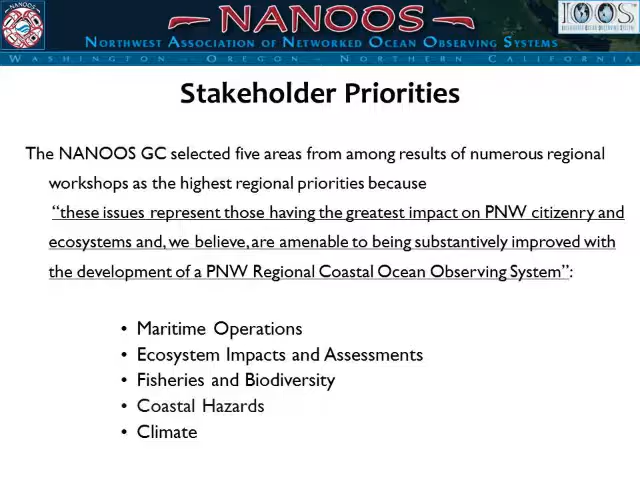 NANOOS
IOOS
NORTHWEST ASSOCIATION OF NETWORKED OCEAN OBSERVING SYSTEMS
WASHINGTON – OREGON – NORTHERN CALIFORNIA
Stakeholder Priorities
The NANOOS GC selected five areas from among results of numerous regional
workshops as the highest regional priorities because
“these issues represent those having the greatest impact on PNW citizenry and
ecosystems and, we believe, are amenable to being substantively improved with
the development of a PNW Regional Coastal Ocean Observing System”:
• Maritime Operations
• Ecosystem Impacts and Assessments
• Fisheries and Biodiversity
• Coastal Hazards
• Climate